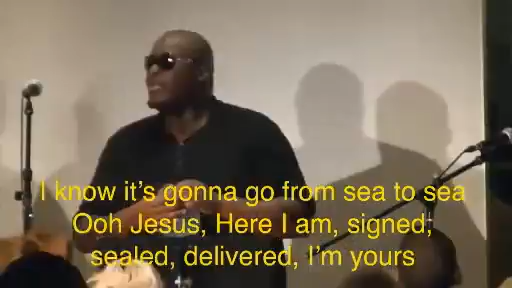 I know it's gonna go from sea to sea
Ooh Jesus, Here I am, signed,
sealed, delivered, I'm yours